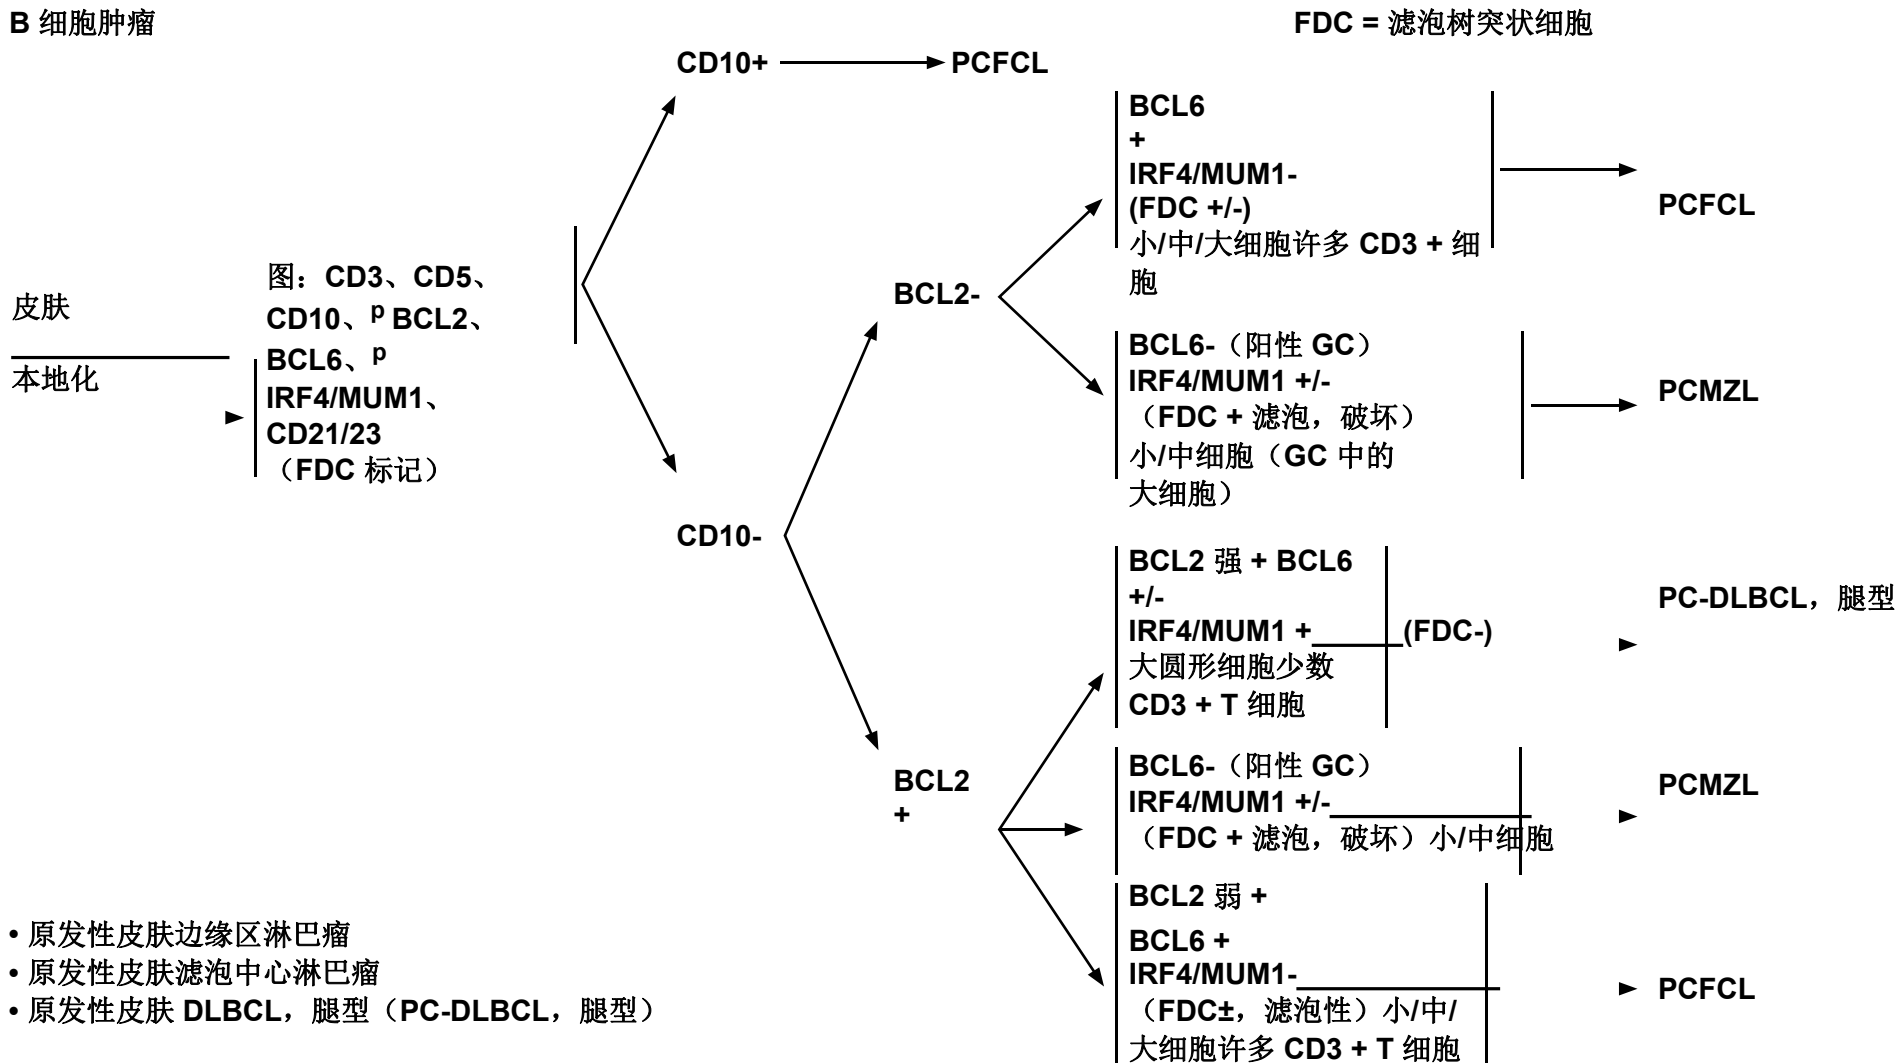 B 细胞肿瘤
FDC = 滤泡树突状细胞
CD10+
PCFCL
BCL6
+
IRF4/MUM1-
(FDC +/-)
小/中/大细胞许多 CD3 + 细
胞
PCFCL
皮肤
本地化
图：CD3、CD5、
CD10、p BCL2、
BCL6、p
IRF4/MUM1、
CD21/23
（FDC 标记）
BCL2-
BCL6-（阳性 GC）
IRF4/MUM1 +/-
（FDC + 滤泡，破坏）
小/中细胞（GC 中的
大细胞）
PCMZL
CD10-
BCL2 强 + BCL6
+/-
IRF4/MUM1 +
(FDC-)
大圆形细胞少数
CD3 + T 细胞
PC-DLBCL，腿型
BCL2
+
BCL6-（阳性 GC）
IRF4/MUM1 +/-
（FDC + 滤泡，破坏）小/中细胞
PCMZL
BCL2 弱 +
BCL6 +
IRF4/MUM1-
（FDC±，滤泡性）小/中/
大细胞许多 CD3 + T 细胞
PCFCL
• 原发性皮肤边缘区淋巴瘤
• 原发性皮肤滤泡中心淋巴瘤
• 原发性皮肤 DLBCL，腿型（PC-DLBCL，腿型）